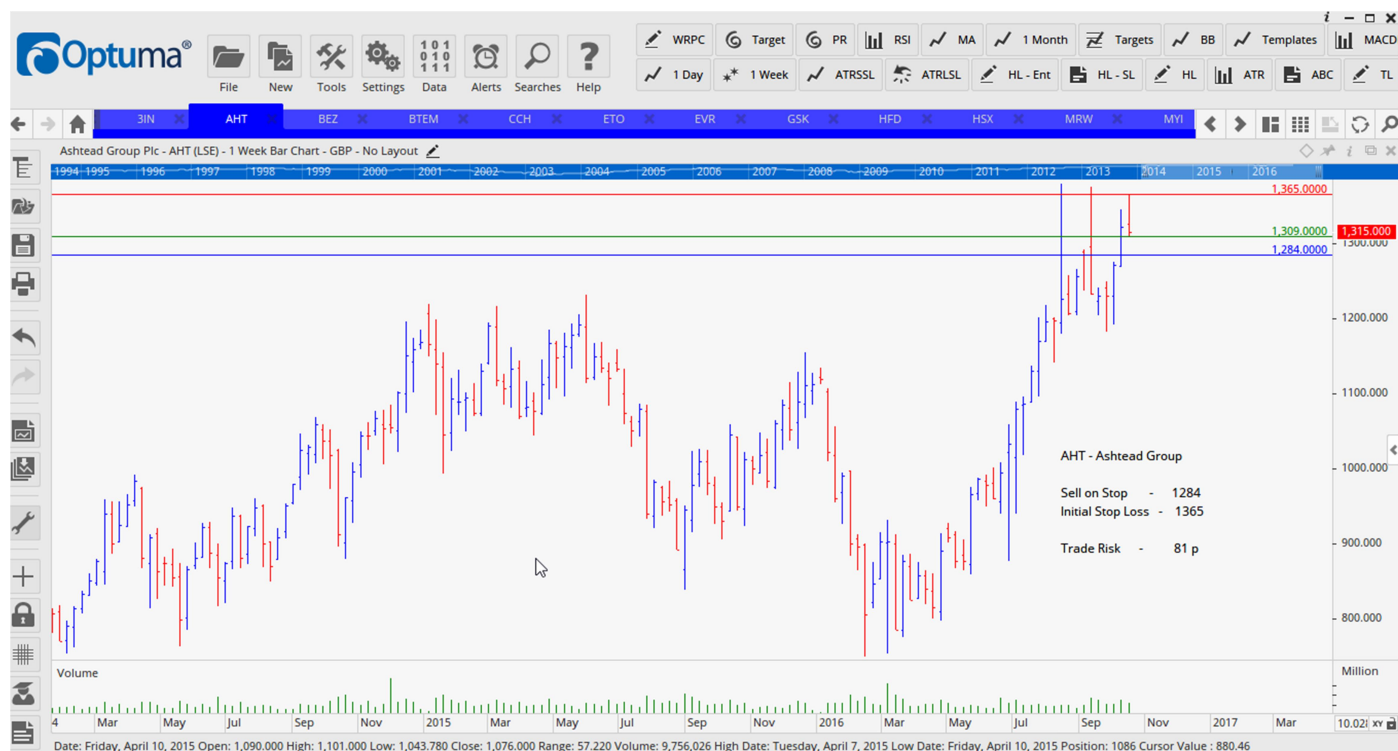 i
Optuma®
File New Tools Settings Data Alerts Searches Help
101
010
111
WRPC Target PR RSI MA 1 Month Targets BB Templates MACD
1 Day 1 Week ATRSSL ATRLSL HL - Ent HL - SL HL ATR ABC TL
3IN AHT BEZ BTEM CCH ETO EVR GSK HFD HSX MRW MYI
Ashtead Group Plc - AHT (LSE) - 1 Week Bar Chart - GBP - No Layout
1994 1995 1996 1997 1998 1999 2000 2001 2002 2003 2004 2005 2006 2007 2008 2009 2010 2011 2012 2013 2014 2015 2016
1,365.0000
1,309.0000 1,315.000
1300.000
1,284.0000
1200.000
1100.000
1000.000
900.000
800.000
AHT - Ashtead Group
Sell on Stop - 1284
Initial Stop Loss - 1365
Trade Risk - 81 p
Volume Million
4 Mar May Jul Sep Nov 2015 Mar May Jul Sep Nov 2016 Mar May Jul Sep Nov 2017 Mar 10.02 XY
Date: Friday, April 10, 2015 Open: 1,090.000 High: 1,101.000 Low: 1,043.780 Close: 1,076.000 Range: 57.220 Volume: 9,756,026 High Date: Tuesday, April 7, 2015 Low Date: Friday, April 10, 2015 Position: 1086 Cursor Value : 880.46